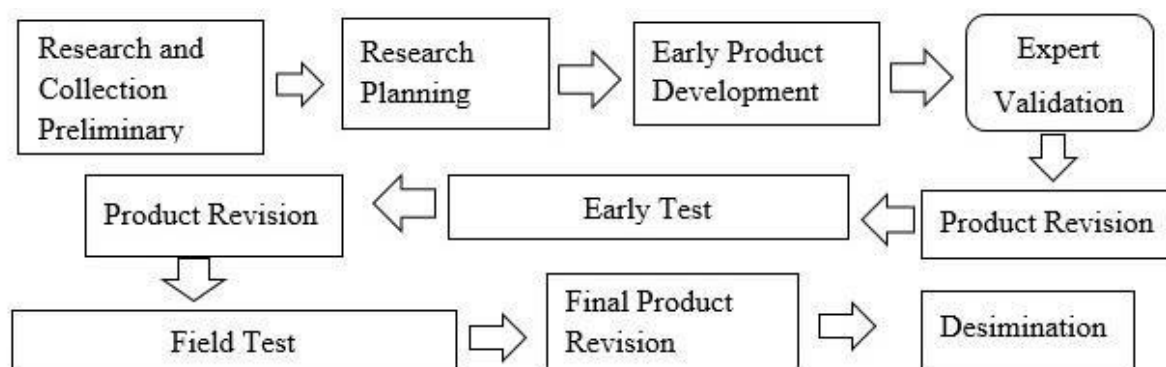 Research and
Collection
Preliminary
Research
Planning
Early Product
Development
Expert
Validation
Product Revision
Early Test
Product Revision
Field Test
Final Product
Revision
Desimination